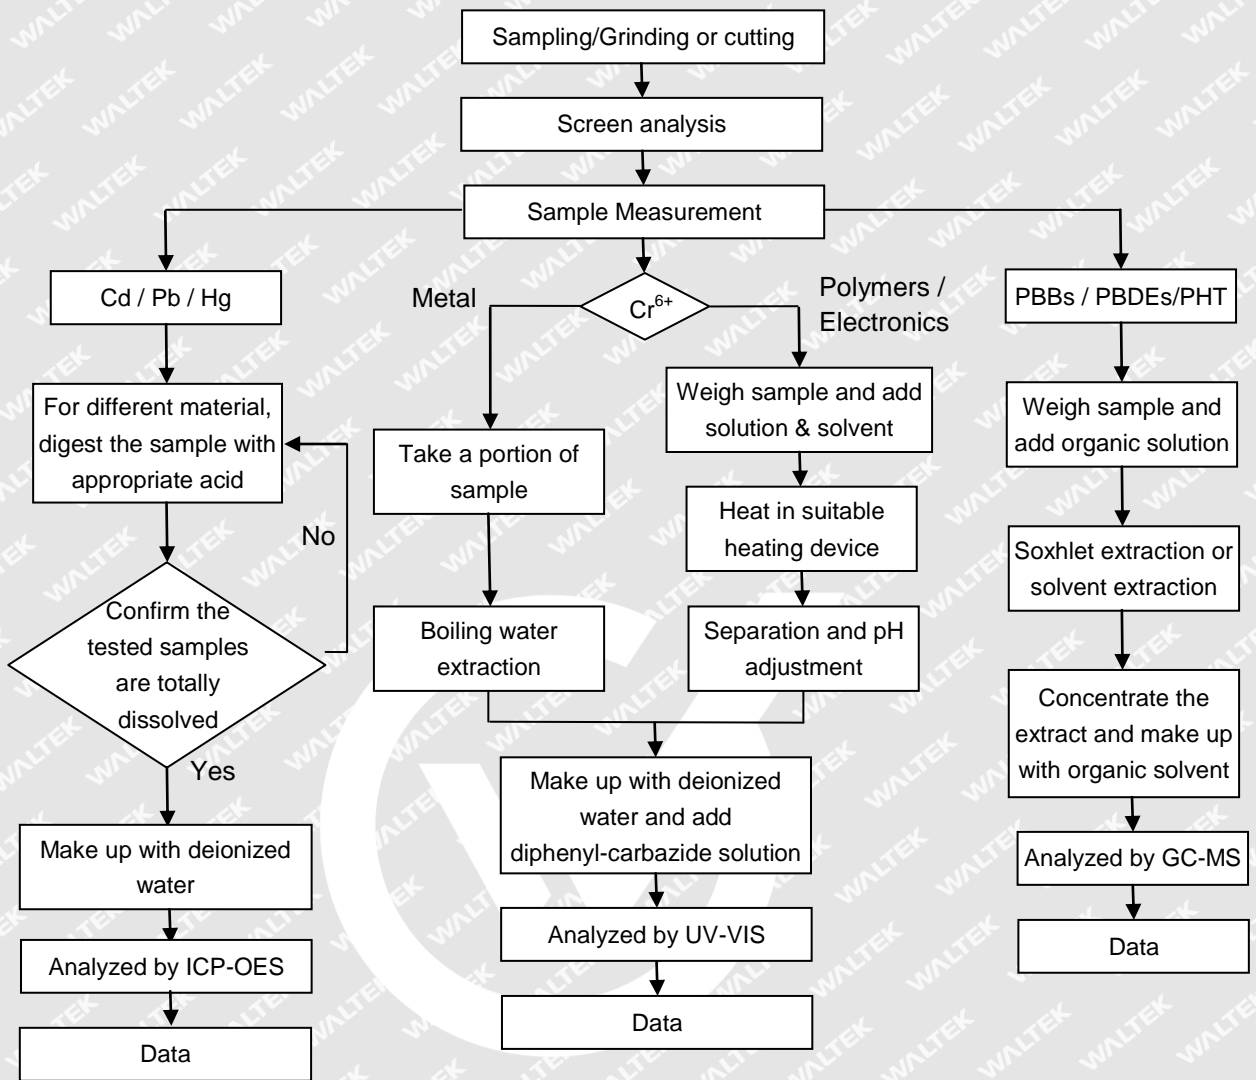 Sampling/Grinding or cutting
Screen analysis
Sample Measurement
Cd / Pb / Hg
For different material,
digest the sample with
appropriate acid
No
Confirm the
tested samples
are totally
dissolved
Yes
Make up with deionized
water
Analyzed by ICP-OES
Data
Cr⁶⁺
Metal
Take a portion of
sample
Boiling water
extraction
Polymers /
Electronics
Weigh sample and add
solution & solvent
Heat in suitable
heating device
Separation and pH
adjustment
Make up with deionized
water and add
diphenyl-carbazide solution
Analyzed by UV-VIS
Data
PBBs / PBDEs/PHT
Weigh sample and
add organic solution
Soxhlet extraction or
solvent extraction
Concentrate the
extract and make up
with organic solvent
Analyzed by GC-MS
Data
WALTEK